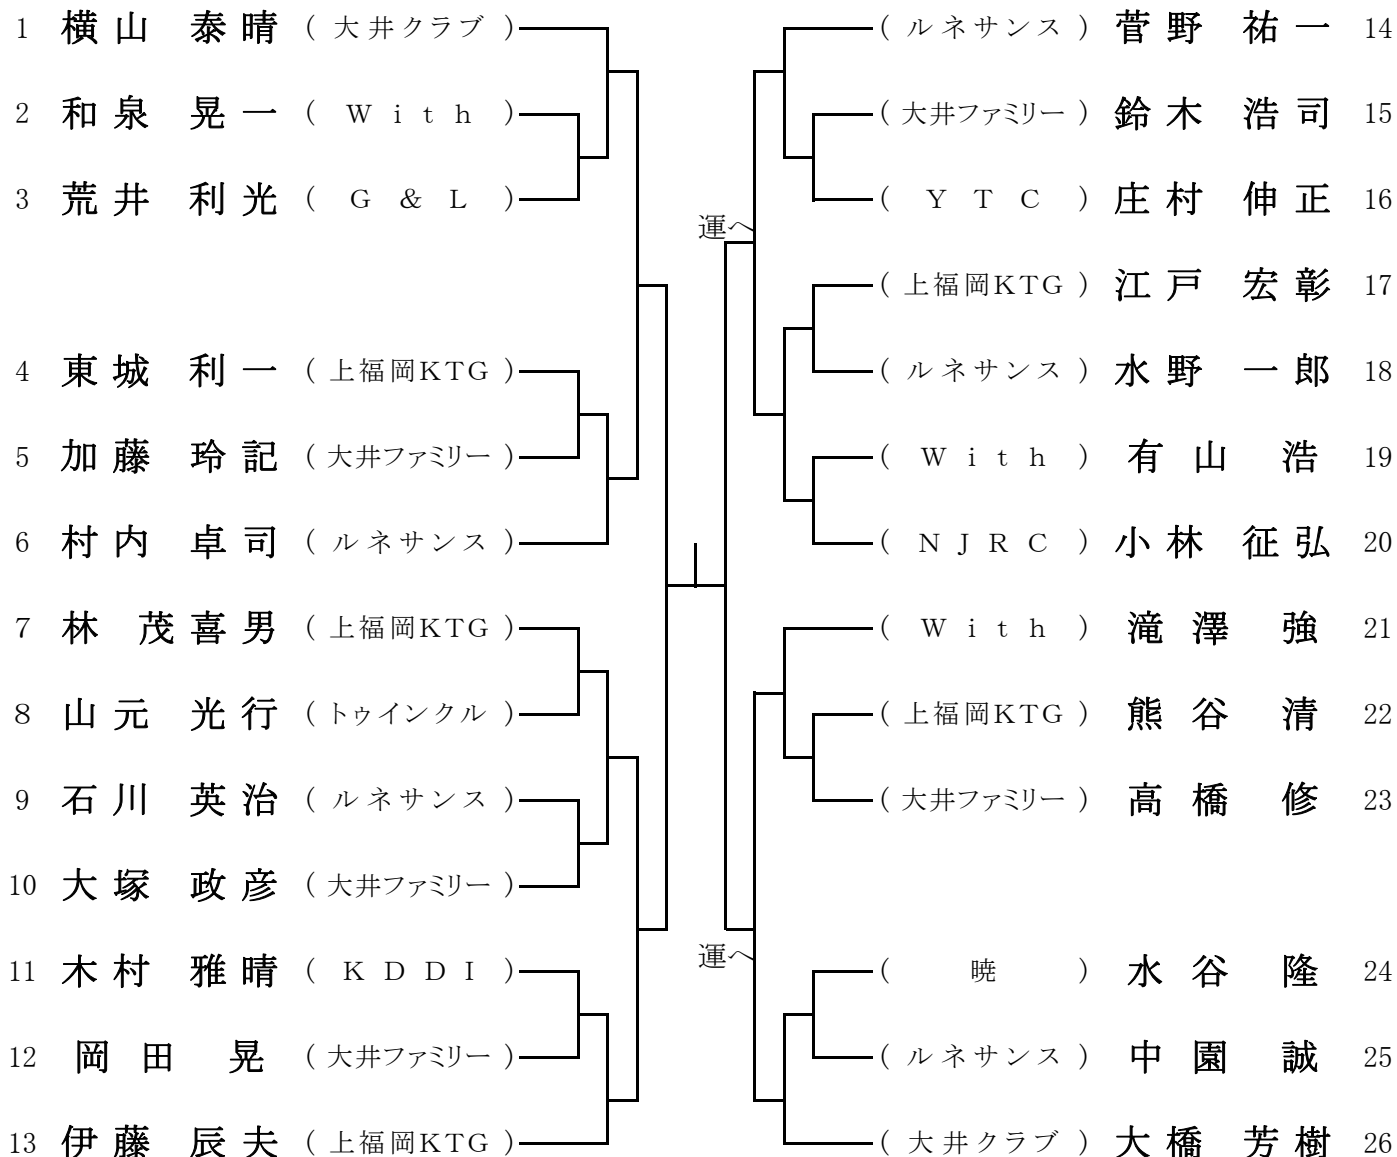 1 横山 泰晴 (大井クラブ)
2 和泉 晃一 (With)
3 荒井 利光 (G&L)
4 東城 利一 (上福岡KTG)
5 加藤 玲記 (大井ファミリー)
6 村内 卓司 (ルネサンス)
7 林 茂喜男 (上福岡KTG)
8 山元 光行 (トゥインクル)
9 石川 英治 (ルネサンス)
10 大塚 政彦 (大井ファミリー)
11 木村 雅晴 (KDDI)
12 岡田 晃 (大井ファミリー)
13 伊藤 辰夫 (上福岡KTG)
運へ
運へ
(ルネサンス) 菅野 祐一 14
(大井ファミリー) 鈴木 浩司 15
(YTC) 庄村 伸正 16
(上福岡KTG) 江戸 宏彰 17
(ルネサンス) 水野 一郎 18
(With) 有山 浩 19
(NJRC) 小林 征弘 20
(With) 滝澤 強 21
(上福岡KTG) 熊谷 清 22
(大井ファミリー) 高橋 修 23
(暁) 水谷 隆 24
(ルネサンス) 中園 誠 25
(大井クラブ) 大橋 芳樹 26